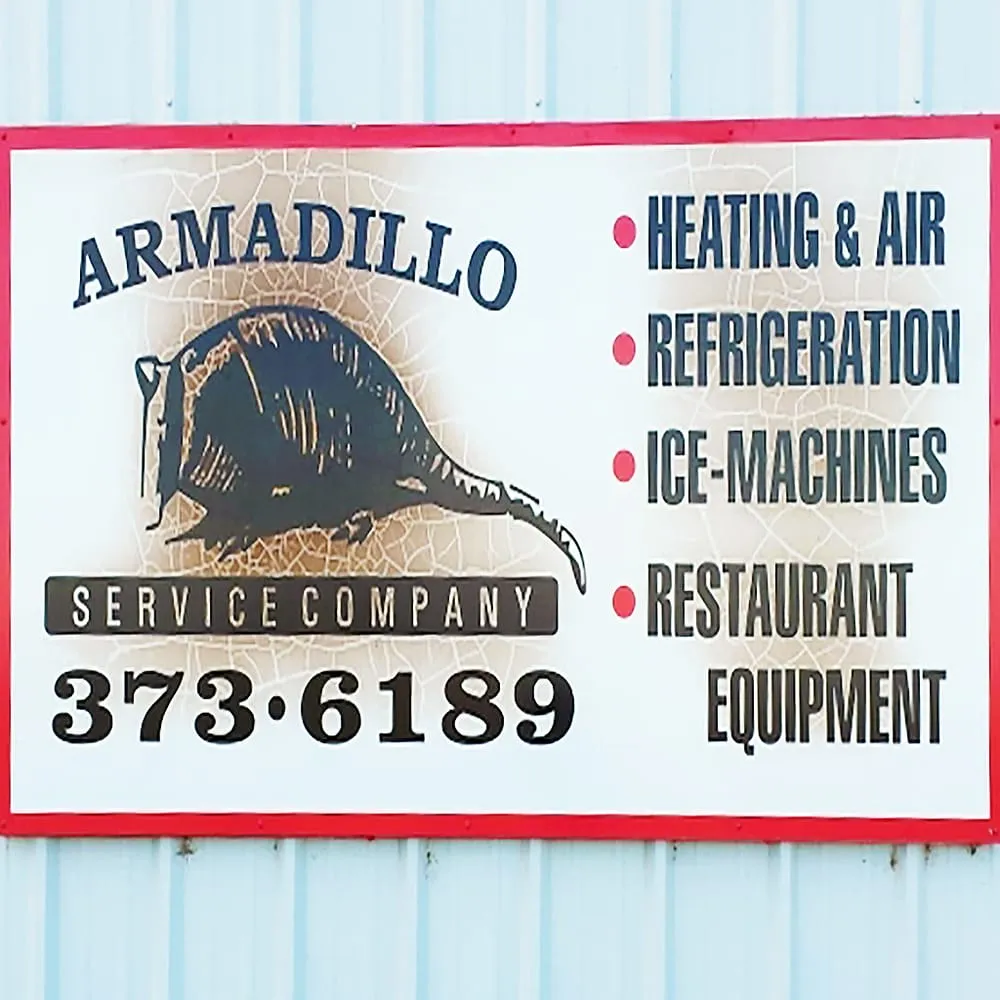 ARMADILLO
SERVICE COMPANY
373·6189
• HEATING & AIR
• REFRIGERATION
• ICE-MACHINES
• RESTAURANT
EQUIPMENT